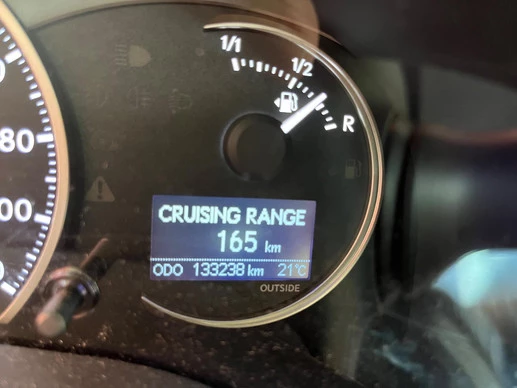 1/1
1/2
R
80
00
CRUISING RANGE
165 km
ODO 133238 km 21°C
OUTSIDE